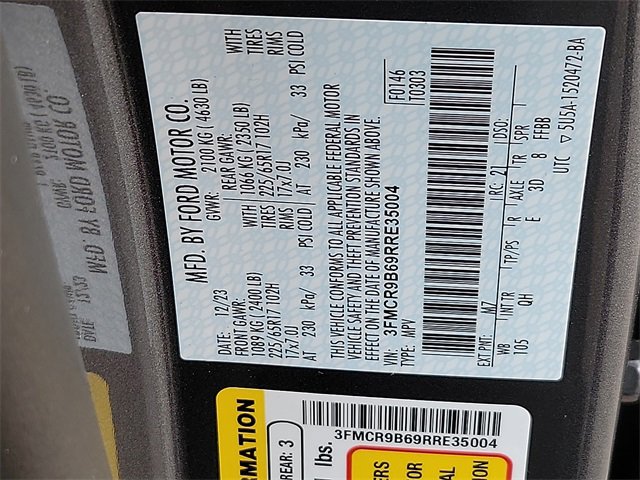 MFD. BY FORD MOTOR CO.
12/23 GVWR: 2100 KG ( 4630 LB)
FRONT GAWR: REAR GAWR:
1089 KG ( 2400 LB) WITH 1066 KG ( 2350 LB) WITH
225/65R17 102H TIRES 225/65R17 102H TIRES
17x7.0J RIMS 17x7.0J RIMS
AT 230 kPa/ 33 PSI COLD AT 230 kPa/ 33 PSI COLD
THIS VEHICLE CONFORMS TO ALL APPLICABLE FEDERAL MOTOR
VEHICLE SAFETY AND THEFT PREVENTION STANDARDS IN
EFFECT ON THE DATE OF MANUFACTURE SHOWN ABOVE.
VIN: 3FMCR9B69RRE35004 F0146
TYPE: MPV T0303
EXT PNT: M7 RC: 21 DSO:
WB INT TR TP/PS R AXLE TR SPR
105 QH E 3D 8 FFBB
UTC ▽ 5U5A-1520472-BA
3FMCR9B69RRE35004
RMATION
REAR: 3
lbs.